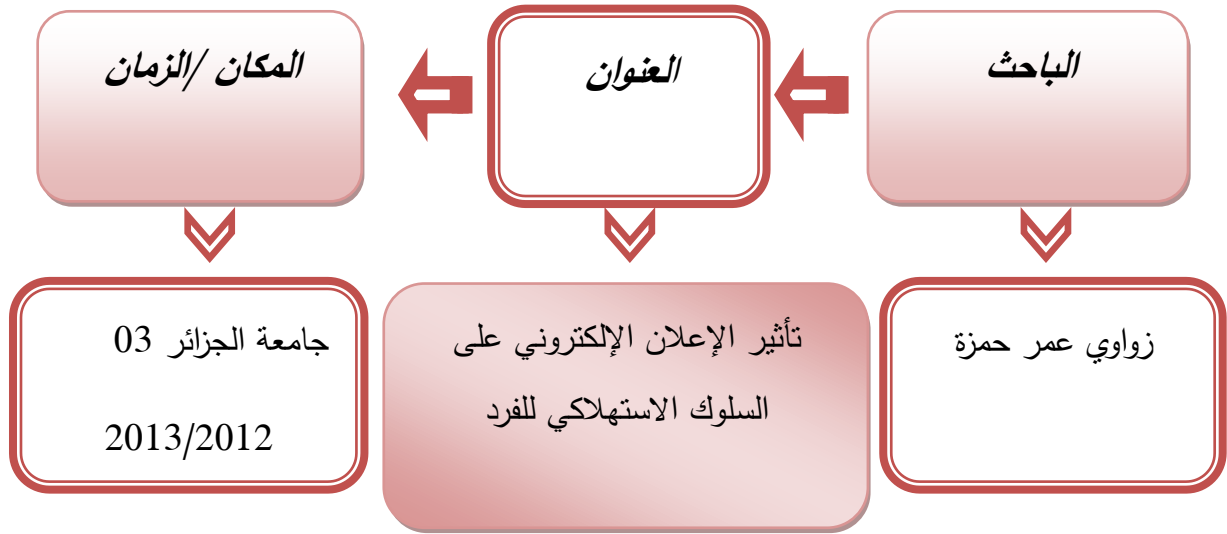 الباحث
العنوان
المكان /الزمان
زواوي عمر حمزة
تأثير الإعلان الإلكتروني على
السلوك الاستهلاكي للفرد
جامعة الجزائر 03
2013/2012